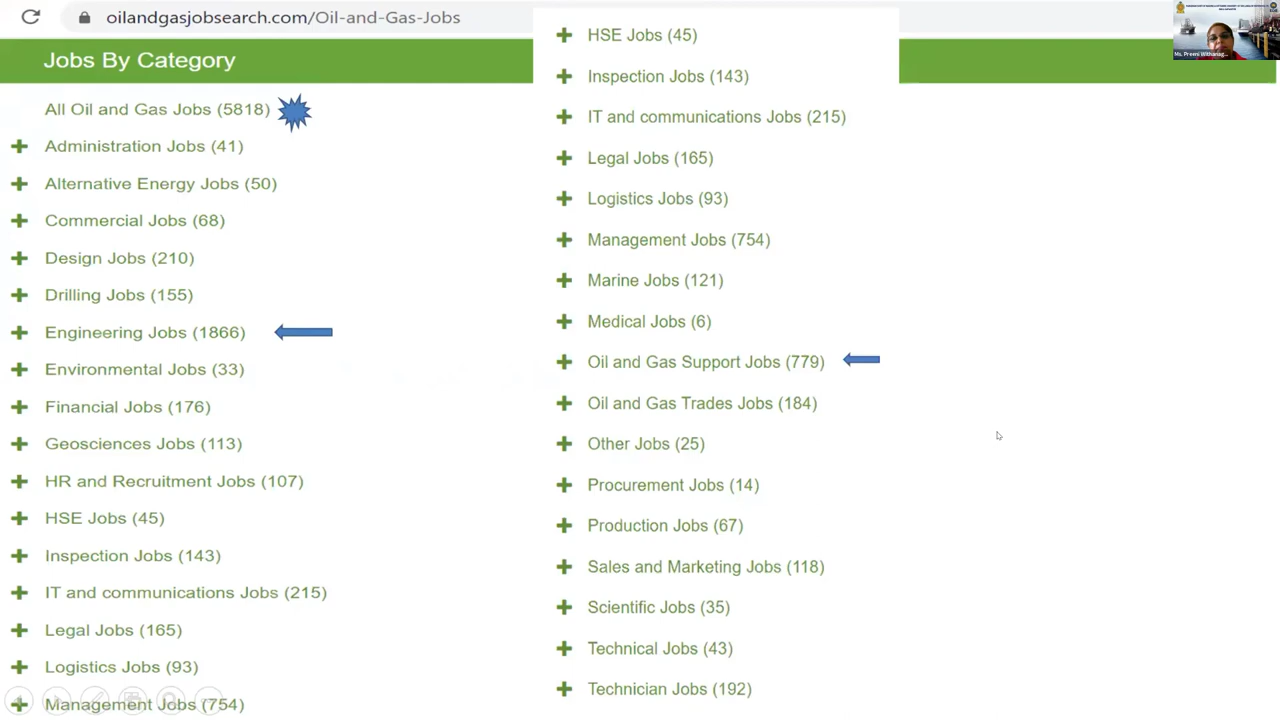 oilandgasjobsearch.com/Oil-and-Gas-Jobs
Jobs By Category
All Oil and Gas Jobs (5818)
Administration Jobs (41)
Alternative Energy Jobs (50)
Commercial Jobs (68)
Design Jobs (210)
Drilling Jobs (155)
Engineering Jobs (1866)
Environmental Jobs (33)
Financial Jobs (176)
Geosciences Jobs (113)
HR and Recruitment Jobs (107)
HSE Jobs (45)
Inspection Jobs (143)
IT and communications Jobs (215)
Legal Jobs (165)
Logistics Jobs (93)
Management Jobs (754)
HSE Jobs (45)
Inspection Jobs (143)
IT and communications Jobs (215)
Legal Jobs (165)
Logistics Jobs (93)
Management Jobs (754)
Marine Jobs (121)
Medical Jobs (6)
Oil and Gas Support Jobs (779)
Oil and Gas Trades Jobs (184)
Other Jobs (25)
Procurement Jobs (14)
Production Jobs (67)
Sales and Marketing Jobs (118)
Scientific Jobs (35)
Technical Jobs (43)
Technician Jobs (192)
Ms. Preeni Withanag...